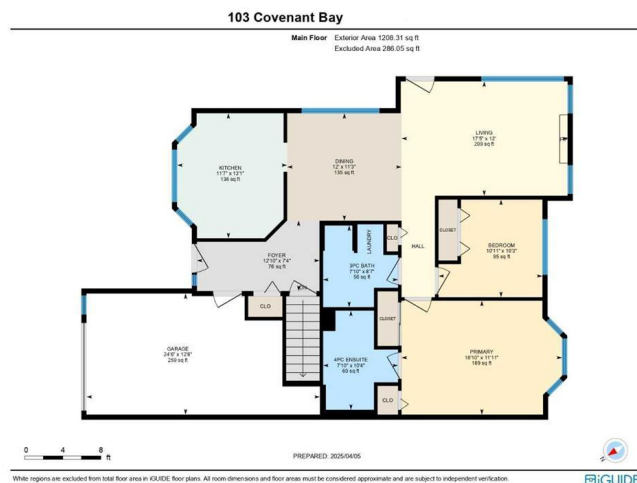 103 Covenant Bay
Main Floor Exterior Area 1208.31 sq ft
Excluded Area 286.05 sq ft
LIVING
17'5" x 12'
209 sq ft
KITCHEN
11'7" x 13'1"
136 sq ft
DINING
12' x 11'3"
135 sq ft
CLOSET
BEDROOM
10'11" x 10'3"
95 sq ft
LAUNDRY
CLO
HALL
FOYER
12'10" x 7'4"
76 sq ft
3PC BATH
7'10" x 8'7"
56 sq ft
CLO
CLOSET
GARAGE
24'6" x 12'8"
259 sq ft
4PC ENSUITE
7'10" x 10'4"
60 sq ft
PRIMARY
16'10" x 11'11"
189 sq ft
CLO
0 4 8
ft
PREPARED: 2025/04/05
N
White regions are excluded from total floor area in iGUIDE floor plans. All room dimensions and floor areas must be considered approximate and are subject to independent verification.
iGUIDE